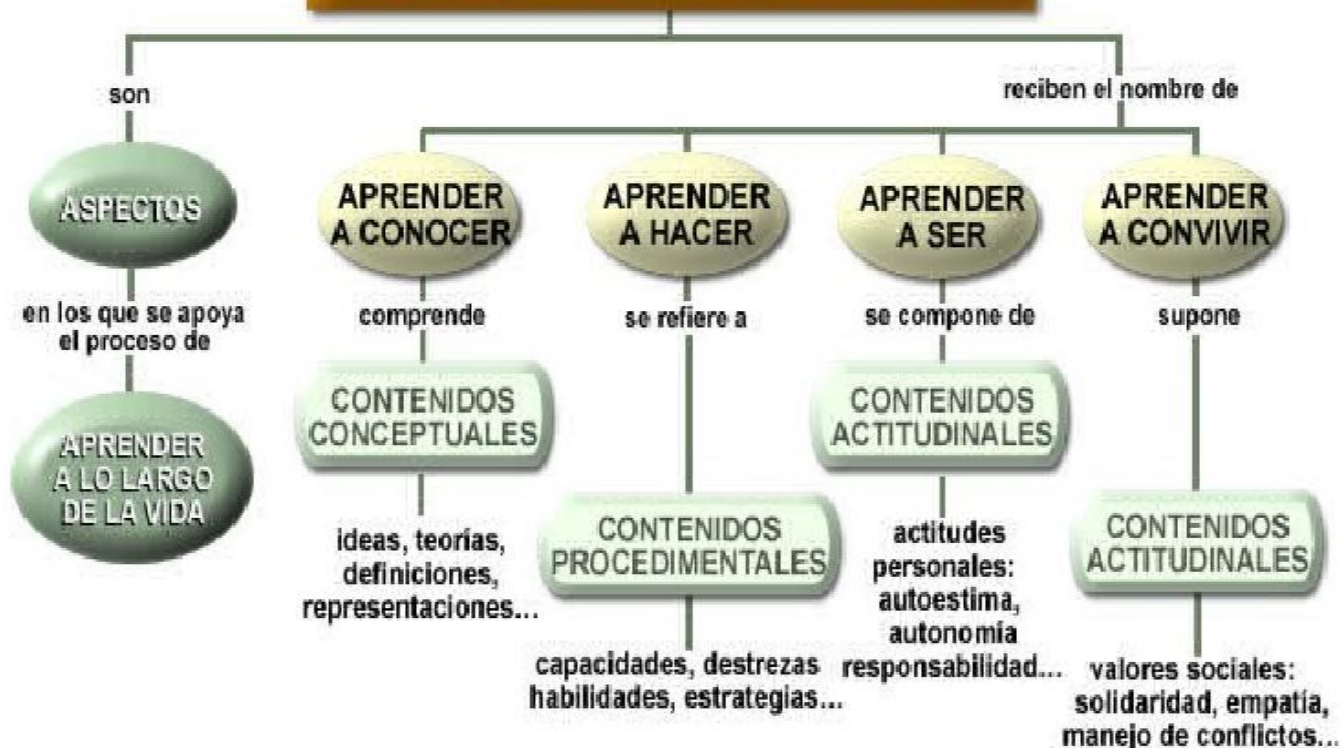 son
reciben el nombre de
ASPECTOS
en los que se apoya
el proceso de
APRENDER
A LO LARGO
DE LA VIDA
APRENDER
A CONOCER
comprende
CONTENIDOS
CONCEPTUALES
ideas, teorías,
definiciones,
representaciones...
APRENDER
A HACER
se refiere a
CONTENIDOS
PROCEDIMENTALES
capacidades, destrezas
habilidades, estrategias...
APRENDER
A SER
se compone de
CONTENIDOS
ACTITUDINALES
actitudes
personales:
autoestima,
autonomía
responsabilidad...
APRENDER
A CONVIVIR
supone
CONTENIDOS
ACTITUDINALES
valores sociales:
solidaridad, empatía,
manejo de conflictos...